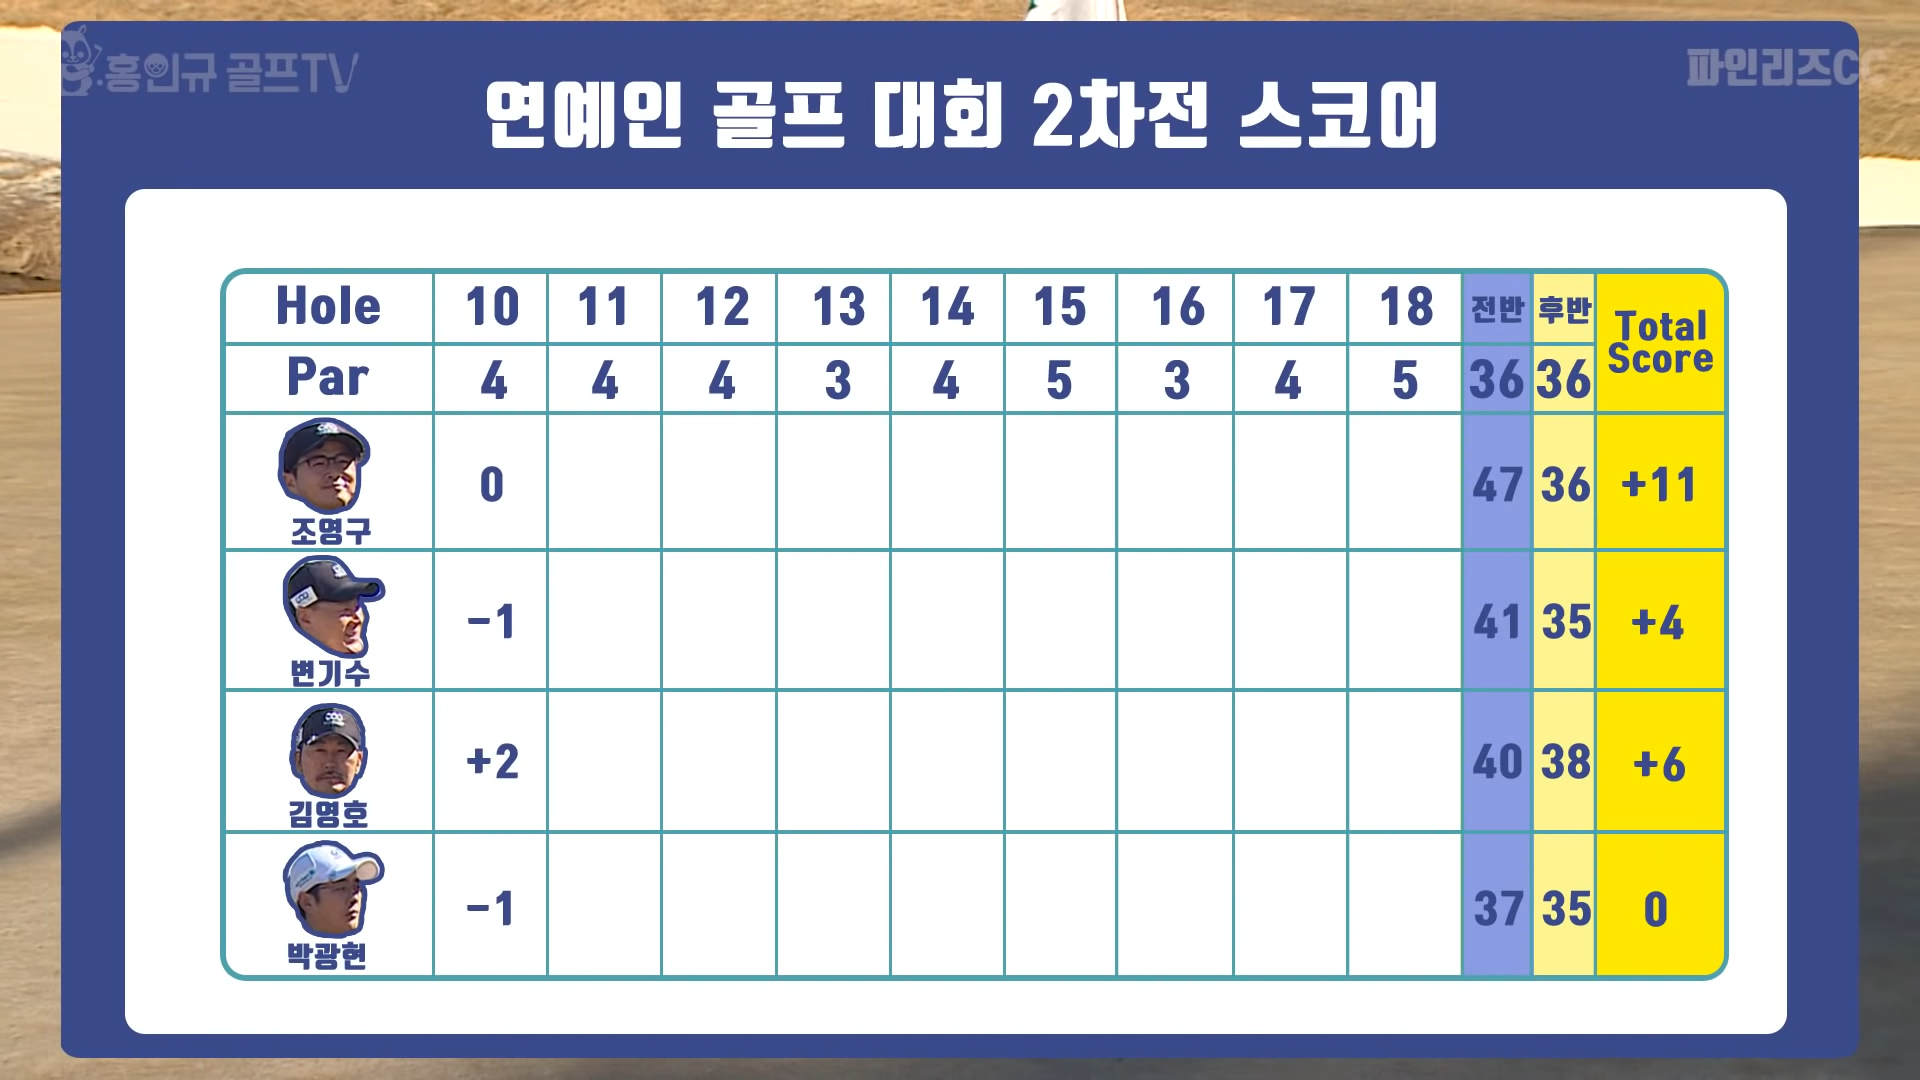 홍인규 골프TV
파인리즈CC
연예인 골프 대회 2차전 스코어
Hole 10 11 12 13 14 15 16 17 18 전반 후반 Total Score
Par 4 4 4 3 4 5 3 4 5 36 36
조영구 0 47 36 +11
변기수 -1 41 35 +4
김영호 +2 40 38 +6
박광현 -1 37 35 0